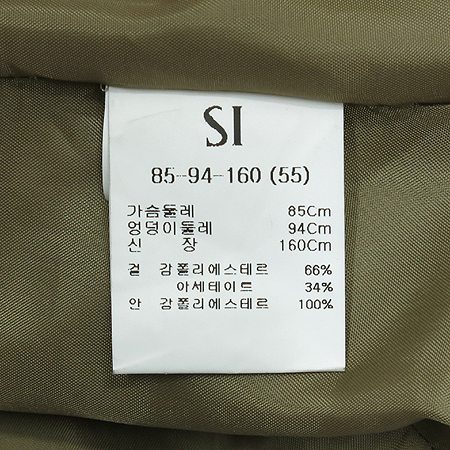 SI
85-94-160 (55)
가슴둘레 85Cm
엉덩이둘레 94Cm
신 장 160Cm
겉 감폴리에스테르 66%
아세테이트 34%
안 감폴리에스테르 100%